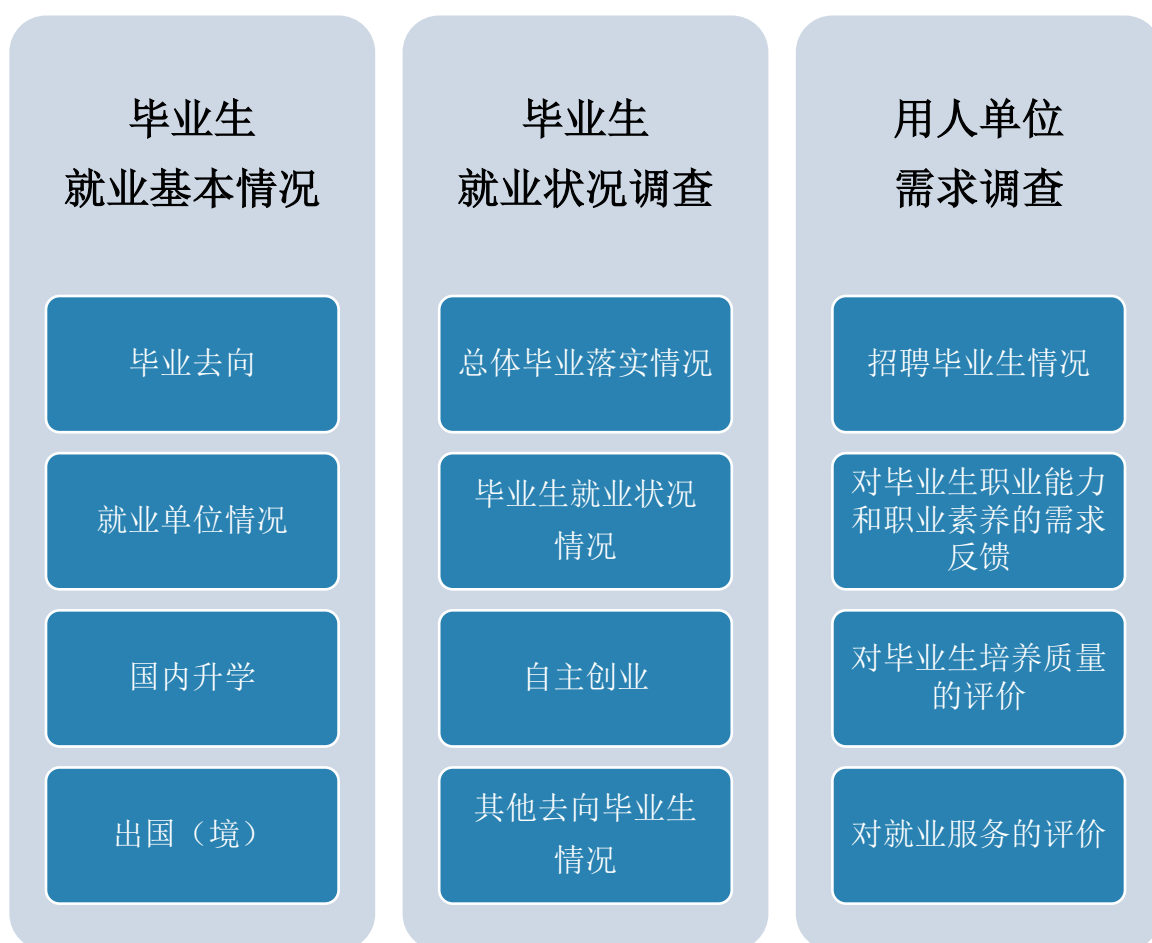 毕业生
就业基本情况
毕业去向
就业单位情况
国内升学
出国（境）
毕业生
就业状况调查
总体毕业落实情况
毕业生就业状况
情况
自主创业
其他去向毕业生
情况
用人单位
需求调查
招聘毕业生情况
对毕业生职业能力
和职业素养的需求
反馈
对毕业生培养质量
的评价
对就业服务的评价